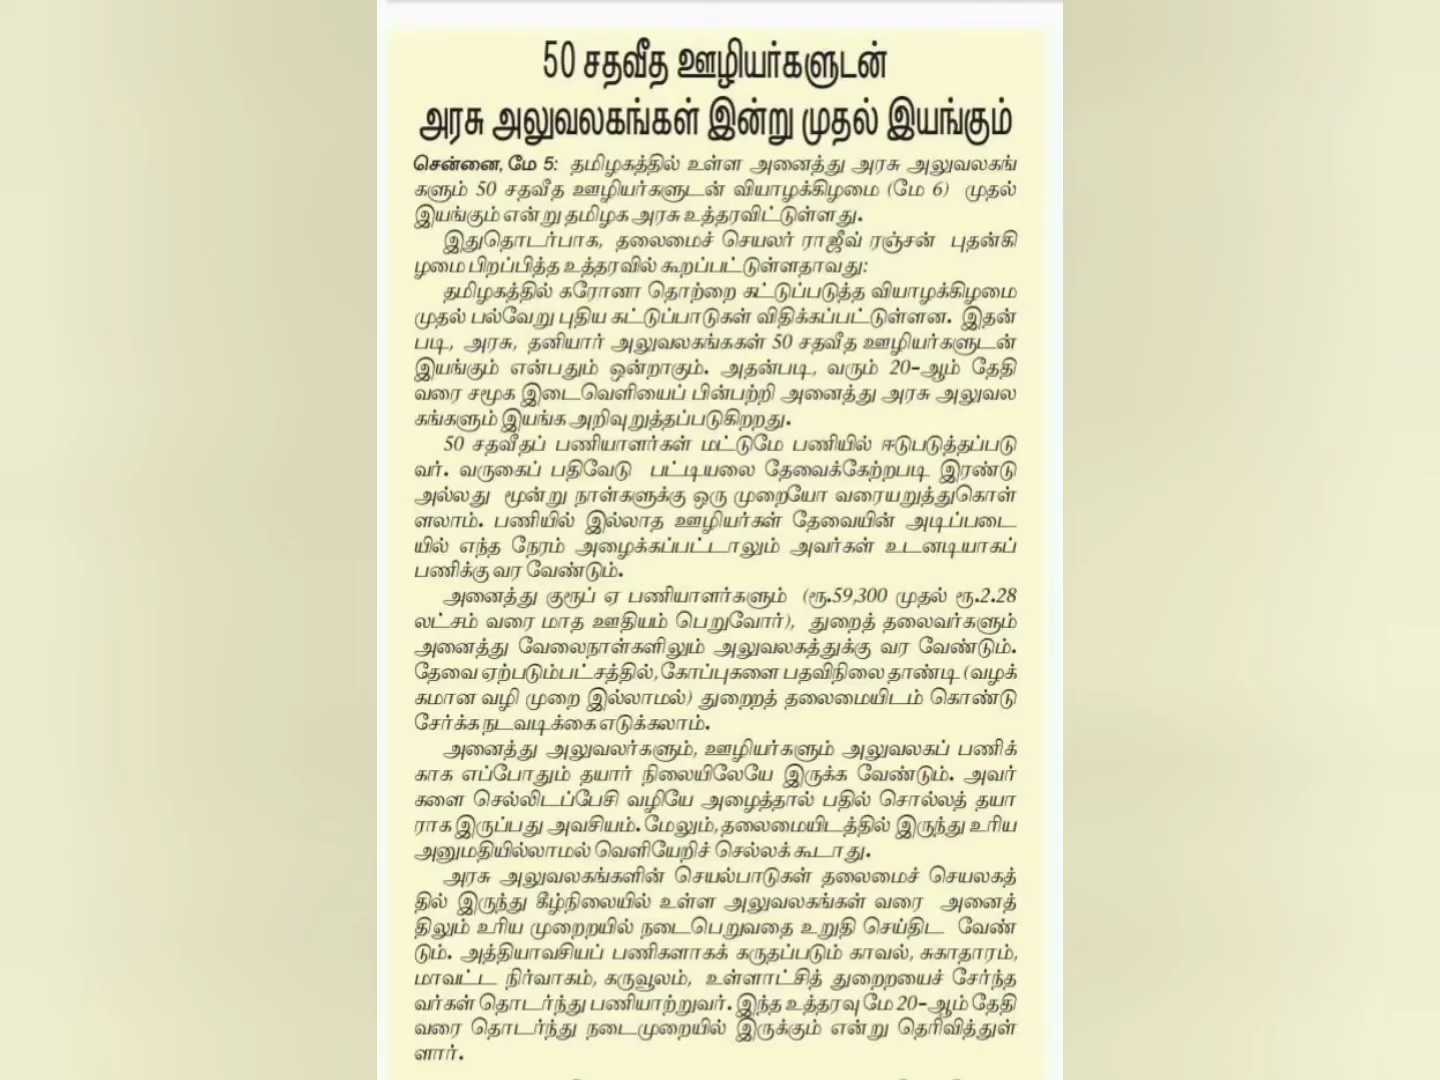 50 சதவீத ஊழியர்களுடன்
அரசு அலுவலகங்கள் இன்று முதல் இயங்கும்
சென்னை, மே 5: தமிழகத்தில் உள்ள அனைத்து அரசு அலுவலகங்
களும் 50 சதவீத ஊழியர்களுடன் வியாழக்கிழமை (மே 6) முதல்
இயங்கும் என்று தமிழக அரசு உத்தரவிட்டுள்ளது.
இதுதொடர்பாக, தலைமைச் செயலர் ராஜீவ் ரஞ்சன் புதன்கி
ழமை பிறப்பித்த உத்தரவில் கூறப்பட்டுள்ளதாவது:
தமிழகத்தில் கரோனா தொற்றை கட்டுப்படுத்த வியாழக்கிழமை
முதல் பல்வேறு புதிய கட்டுப்பாடுகள் விதிக்கப்பட்டுள்ளன. இதன்
படி, அரசு, தனியார் அலுவலகங்ககள் 50 சதவீத ஊழியர்களுடன்
இயங்கும் என்பதும் ஒன்றாகும். அதன்படி, வரும் 20-ஆம் தேதி
வரை சமூக இடைவெளியைப் பின்பற்றி அனைத்து அரசு அலுவல
கங்களும் இயங்க அறிவுறுத்தப்படுகிறறது.
50 சதவீதப் பணியாளர்கள் மட்டுமே பணியில் ஈடுபடுத்தப்படு
வர். வருகைப் பதிவேடு பட்டியலை தேவைக்கேற்றபடி இரண்டு
அல்லது மூன்று நாள்களுக்கு ஒரு முறையோ வரையறுத்துகொள்
ளலாம். பணியில் இல்லாத ஊழியர்கள் தேவையின் அடிப்படை
யில் எந்த நேரம் அழைக்கப்பட்டாலும் அவர்கள் உடனடியாகப்
பணிக்கு வர வேண்டும்.
அனைத்து குரூப் ஏ பணியாளர்களும் (ரூ.59,300 முதல் ரூ.2.28
லட்சம் வரை மாத ஊதியம் பெறுவோர்), துறைத் தலைவர்களும்
அனைத்து வேலைநாள்களிலும் அலுவலகத்துக்கு வர வேண்டும்.
தேவை ஏற்படும்பட்சத்தில், கோப்புகளை பதவிநிலை தாண்டி (வழக்
கமான வழி முறை இல்லாமல்) துறைறத் தலைமையிடம் கொண்டு
சேர்க்க நடவடிக்கை எடுக்கலாம்.
அனைத்து அலுவலர்களும், ஊழியர்களும் அலுவலகப் பணிக்
காக எப்போதும் தயார் நிலையிலேயே இருக்க வேண்டும். அவர்
களை செல்லிடப்பேசி வழியே அழைத்தால் பதில் சொல்லத் தயா
ராக இருப்பது அவசியம். மேலும், தலைமையிடத்தில் இருந்து உரிய
அனுமதியில்லாமல் வெளியேறிச் செல்லக் கூடாது.
அரசு அலுவலகங்களின் செயல்பாடுகள் தலைமைச் செயலகத்
தில் இருந்து கீழ்நிலையில் உள்ள அலுவலகங்கள் வரை அனைத்
திலும் உரிய முறைறயில் நடைபெறுவதை உறுதி செய்திட வேண்
டும். அத்தியாவசியப் பணிகளாகக் கருதப்படும் காவல், சுகாதாரம்,
மாவட்ட நிர்வாகம், கருவூலம், உள்ளாட்சித் துறைறயைச் சேர்ந்த
வர்கள் தொடர்ந்து பணியாற்றுவர். இந்த உத்தரவு மே 20-ஆம் தேதி
வரை தொடர்ந்து நடைமுறையில் இருக்கும் என்று தெரிவித்துள்
ளார்.